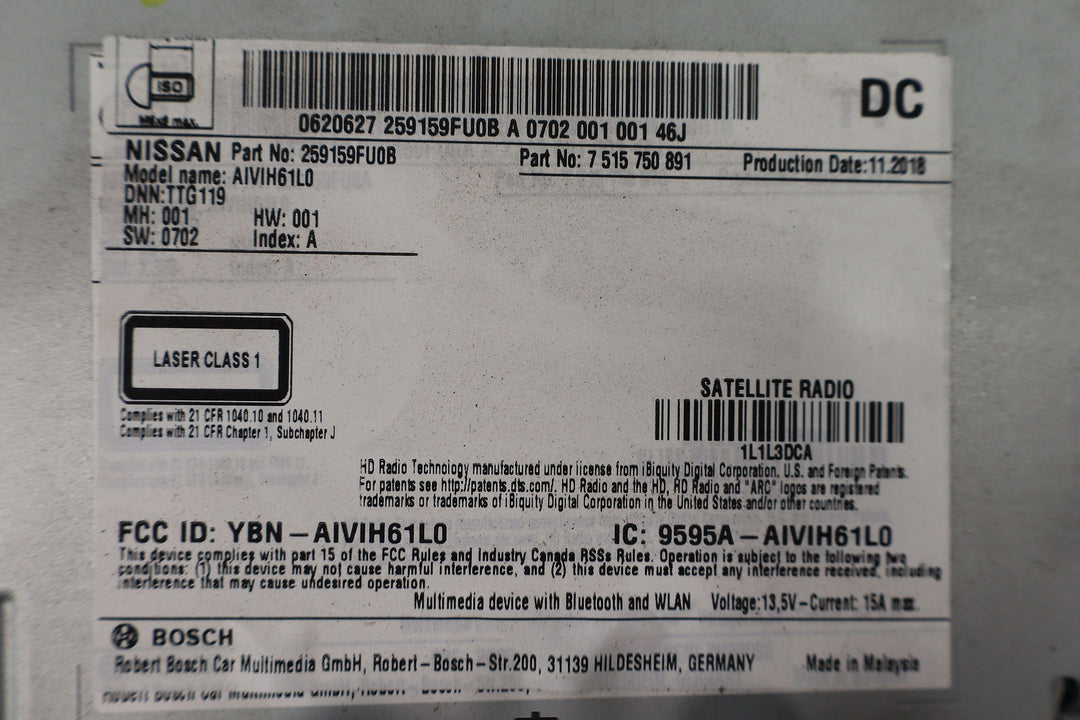 ISO
DC
0620627 259159FU0B A 0702 001 001 46J
NISSAN Part No: 259159FU0B
Part No: 7 515 750 891
Production Date:11.2018
Model name: AIVIH61L0
DNN:TTG119
MH: 001 HW: 001
SW: 0702 Index: A
LASER CLASS 1
Complies with 21 CFR 1040.10 and 1040.11
Complies with 21 CFR Chapter 1, Subchapter J
SATELLITE RADIO
1L1L3DCA
HD Radio Technology manufactured under license from iBiquity Digital Corporation. U.S. and Foreign Patents.
For patents see http://patents.dts.com/. HD Radio and the HD, HD Radio and "ARC" logos are registered
trademarks or trademarks of iBiquity Digital Corporation in the United States and/or other countries.
FCC ID: YBN-AIVIH61L0 IC: 9595A-AIVIH61L0
This device complies with part 15 of the FCC Rules and Industry Canada RSSs Rules. Operation is subject to the following two
conditions: (1) this device may not cause harmful interference, and (2) this device must accept any interference received, including
interference that may cause undesired operation.
Multimedia device with Bluetooth and WLAN Voltage:13,5V-Current: 15A max.
BOSCH
Robert Bosch Car Multimedia GmbH, Robert-Bosch-Str.200, 31139 HILDESHEIM, GERMANY Made in Malaysia